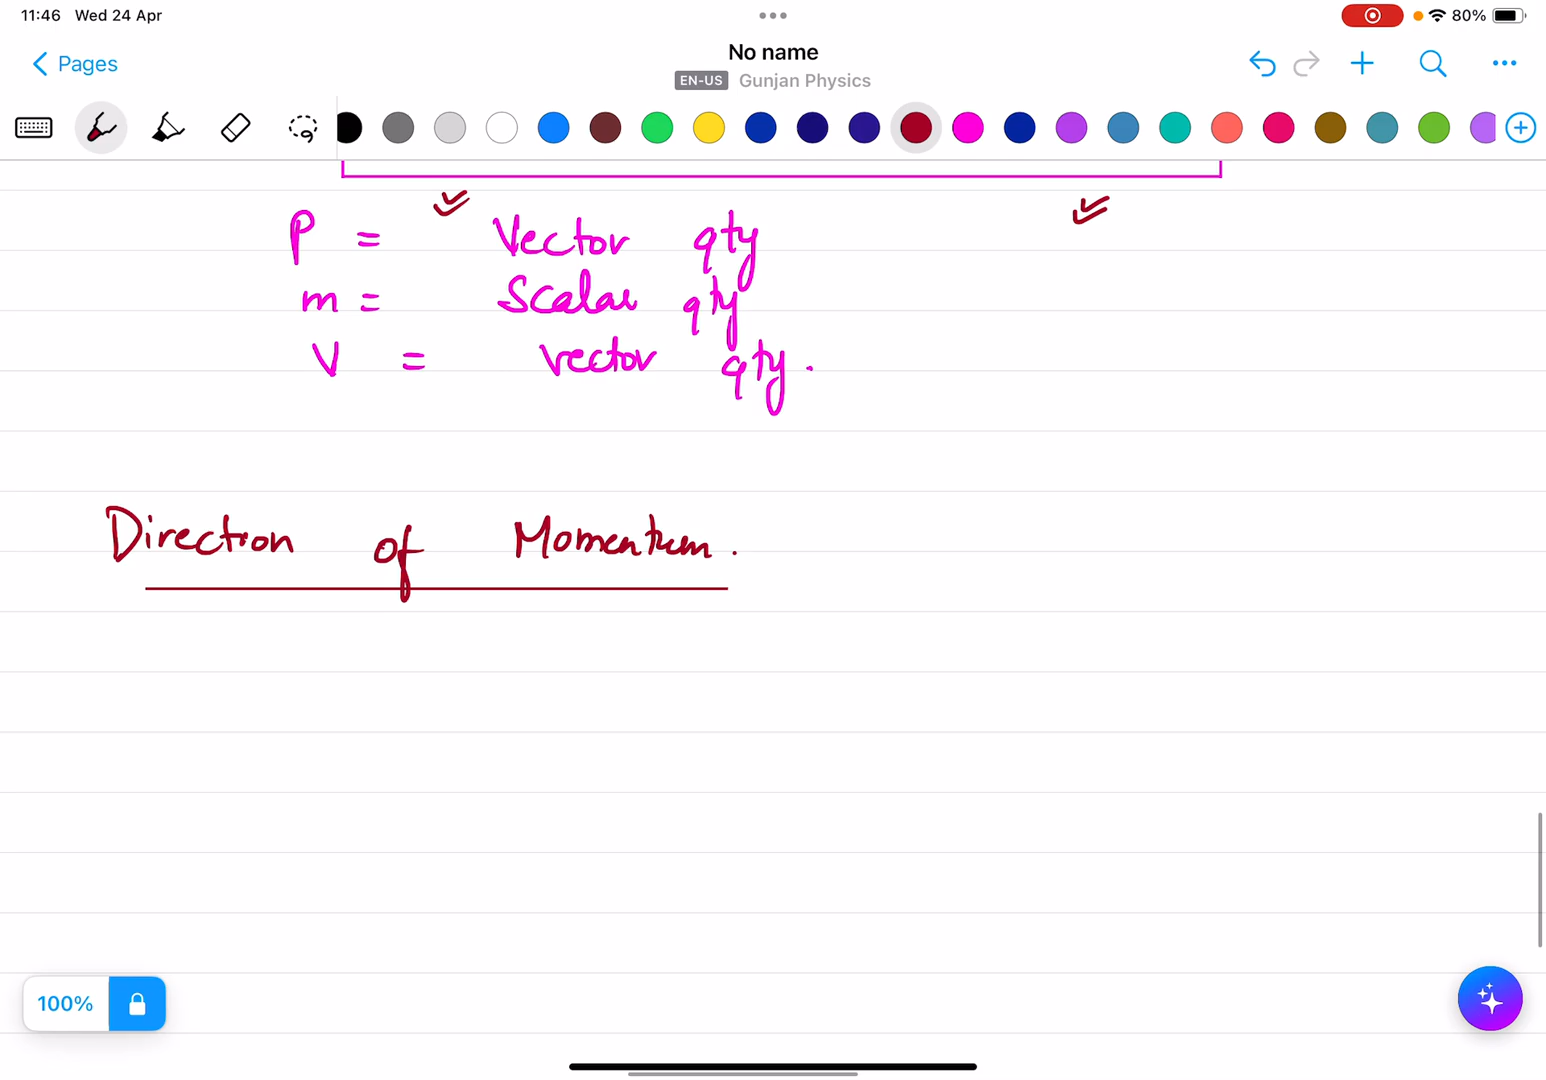 11:46 Wed 24 Apr
80%
No name
Pages
EN-US Gunjan Physics
P = Vector qty
m = Scalar qty
V = vector qty.
Direction of Momentum.
100%